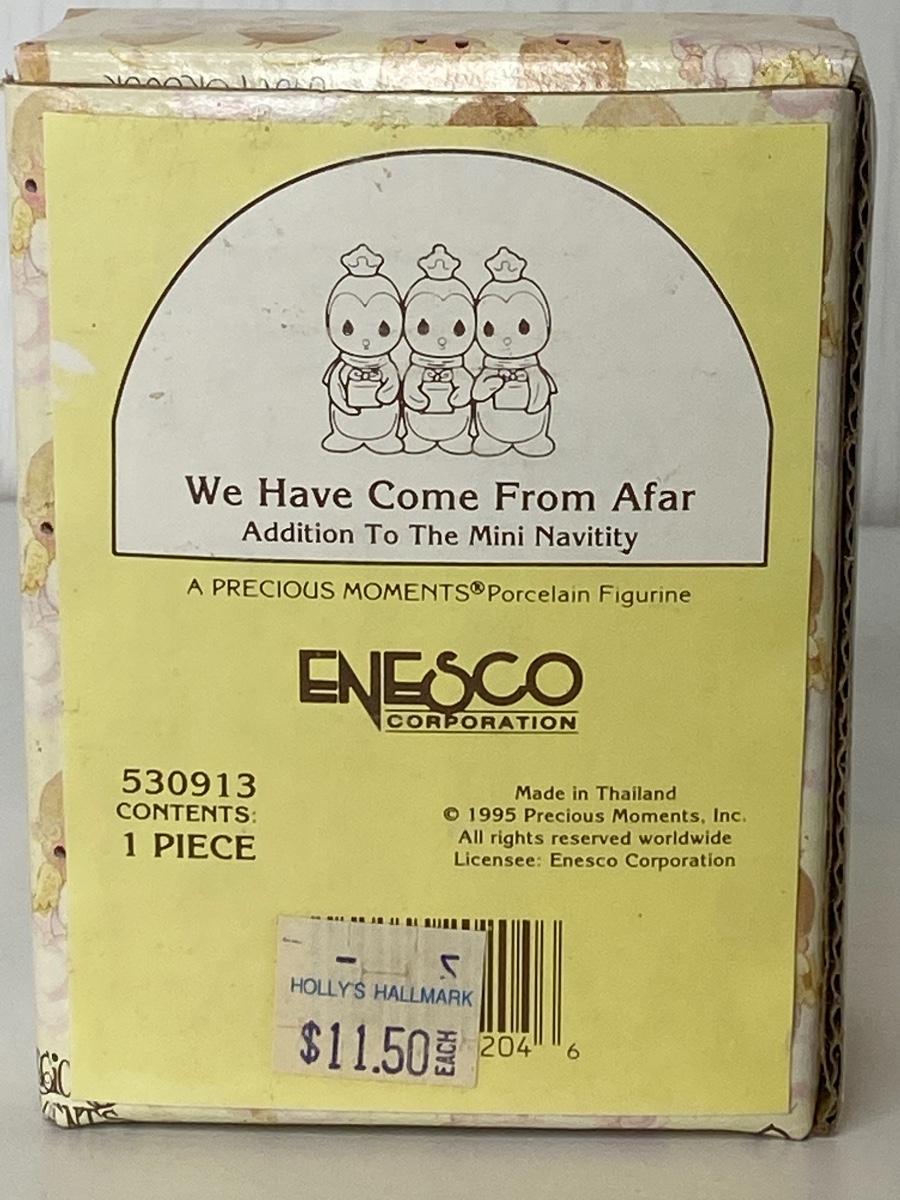 We Have Come From Afar
Addition To The Mini Navitity
A PRECIOUS MOMENTS® Porcelain Figurine
ENESCO
CORPORATION
530913
CONTENTS:
1 PIECE
Made in Thailand
© 1995 Precious Moments, Inc.
All rights reserved worldwide
Licensee: Enesco Corporation
HOLLY'S HALLMARK
$11.50 EACH
204 6